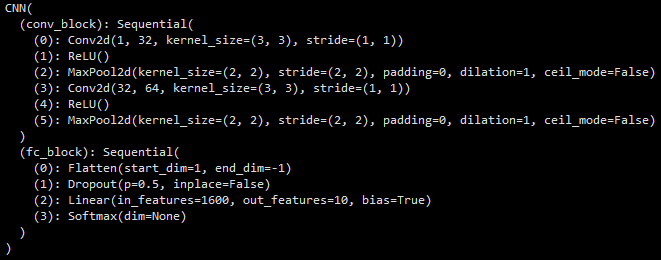 CNN(
  (conv_block): Sequential(
    (0): Conv2d(1, 32, kernel_size=(3, 3), stride=(1, 1))
    (1): ReLU()
    (2): MaxPool2d(kernel_size=(2, 2), stride=(2, 2), padding=0, dilation=1, ceil_mode=False)
    (3): Conv2d(32, 64, kernel_size=(3, 3), stride=(1, 1))
    (4): ReLU()
    (5): MaxPool2d(kernel_size=(2, 2), stride=(2, 2), padding=0, dilation=1, ceil_mode=False)
  )
  (fc_block): Sequential(
    (0): Flatten(start_dim=1, end_dim=-1)
    (1): Dropout(p=0.5, inplace=False)
    (2): Linear(in_features=1600, out_features=10, bias=True)
    (3): Softmax(dim=None)
  )
)